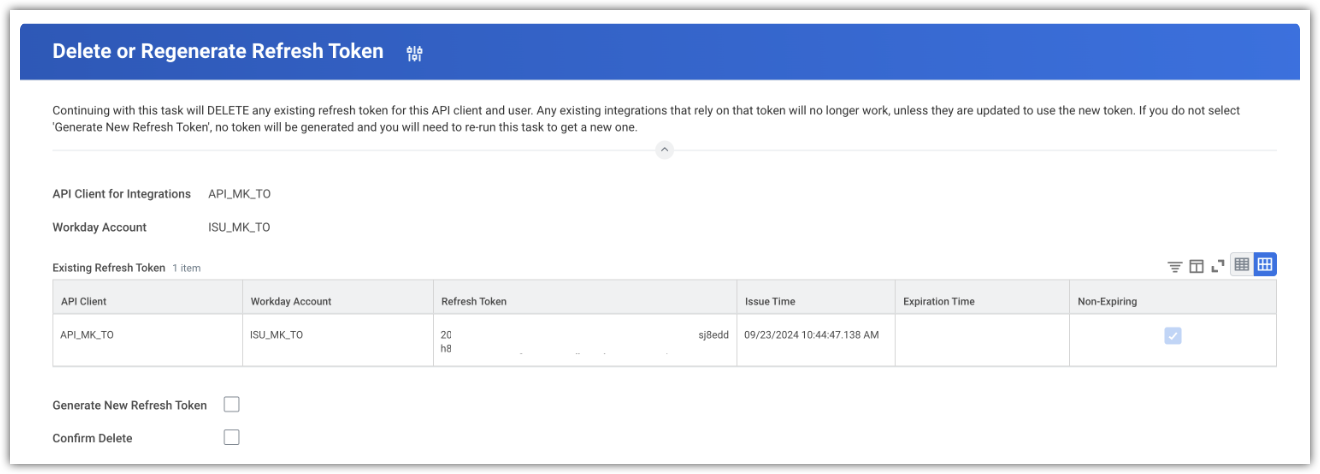 Delete or Regenerate Refresh Token
Continuing with this task will DELETE any existing refresh token for this API client and user. Any existing integrations that rely on that token will no longer work, unless they are updated to use the new token. If you do not select
'Generate New Refresh Token', no token will be generated and you will need to re-run this task to get a new one.
API Client for Integrations API_MK_TO
Workday Account ISU_MK_TO
Existing Refresh Token 1 item
API Client Workday Account Refresh Token Issue Time Expiration Time Non-Expiring
API_MK_TO ISU_MK_TO 20 sj8edd 09/23/2024 10:44:47.138 AM
h8
Generate New Refresh Token
Confirm Delete